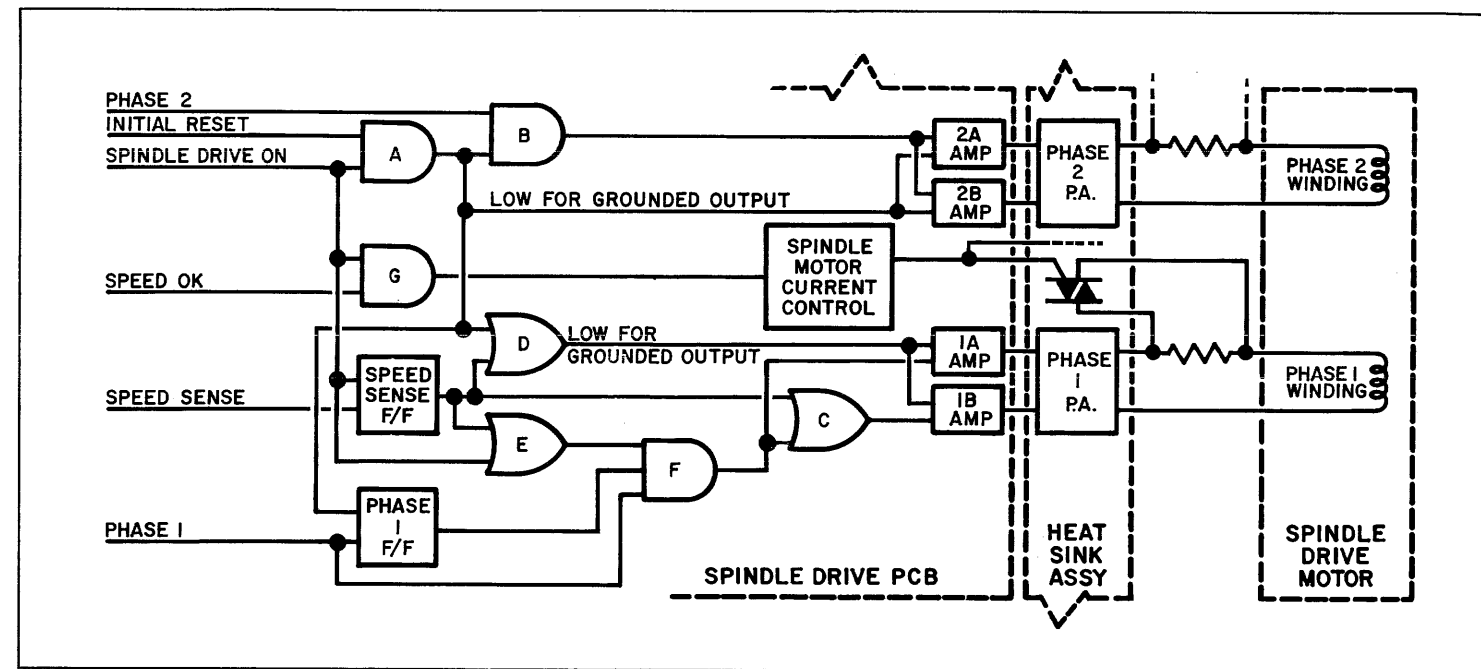 PHASE 2
INITIAL RESET
SPINDLE DRIVE ON
A
B
LOW FOR GROUNDED OUTPUT
2A
AMP
2B
AMP
PHASE
2
P.A.
PHASE 2
WINDING
SPEED OK
G
SPINDLE
MOTOR
CURRENT
CONTROL
D
LOW FOR
GROUNDED OUTPUT
1A
AMP
1B
AMP
PHASE
1
P.A.
PHASE 1
WINDING
SPEED SENSE
SPEED
SENSE
F/F
E
F
C
PHASE 1
PHASE
1
F/F
SPINDLE DRIVE PCB
HEAT
SINK
ASSY
SPINDLE
DRIVE
MOTOR